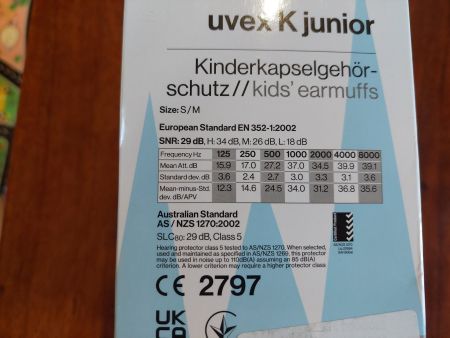 uvex K junior
Kinderkapselgehör-
schutz//kids' earmuffs
Size: S/M
European Standard EN 352-1:2002
SNR: 29 dB, H: 34 dB, M: 26 dB, L: 18 dB
Frequency Hz 125 250 500 1000 2000 4000 8000
Mean Att. dB 15.9 17.0 27.2 37.0 34.5 39.9 39.1
Standard dev. dB 3.6 2.4 2.7 3.0 3.3 3.1 3.6
Mean-minus-Std. 12.3 14.6 24.5 34.0 31.2 36.8 35.6
dev. dB/APV
Australian Standard
AS / NZS 1270:2002
SLC80: 29 dB, Class 5
Hearing protector class 5 tested to AS/NZS 1270. When selected,
used and maintained as specified in AS/NZS 1269, this protector
may be used in noise up to 110dB(A) assuming an 85 dB(A)
criterion. A lower criterion may require a higher protector class
CE 2797
UK
CA